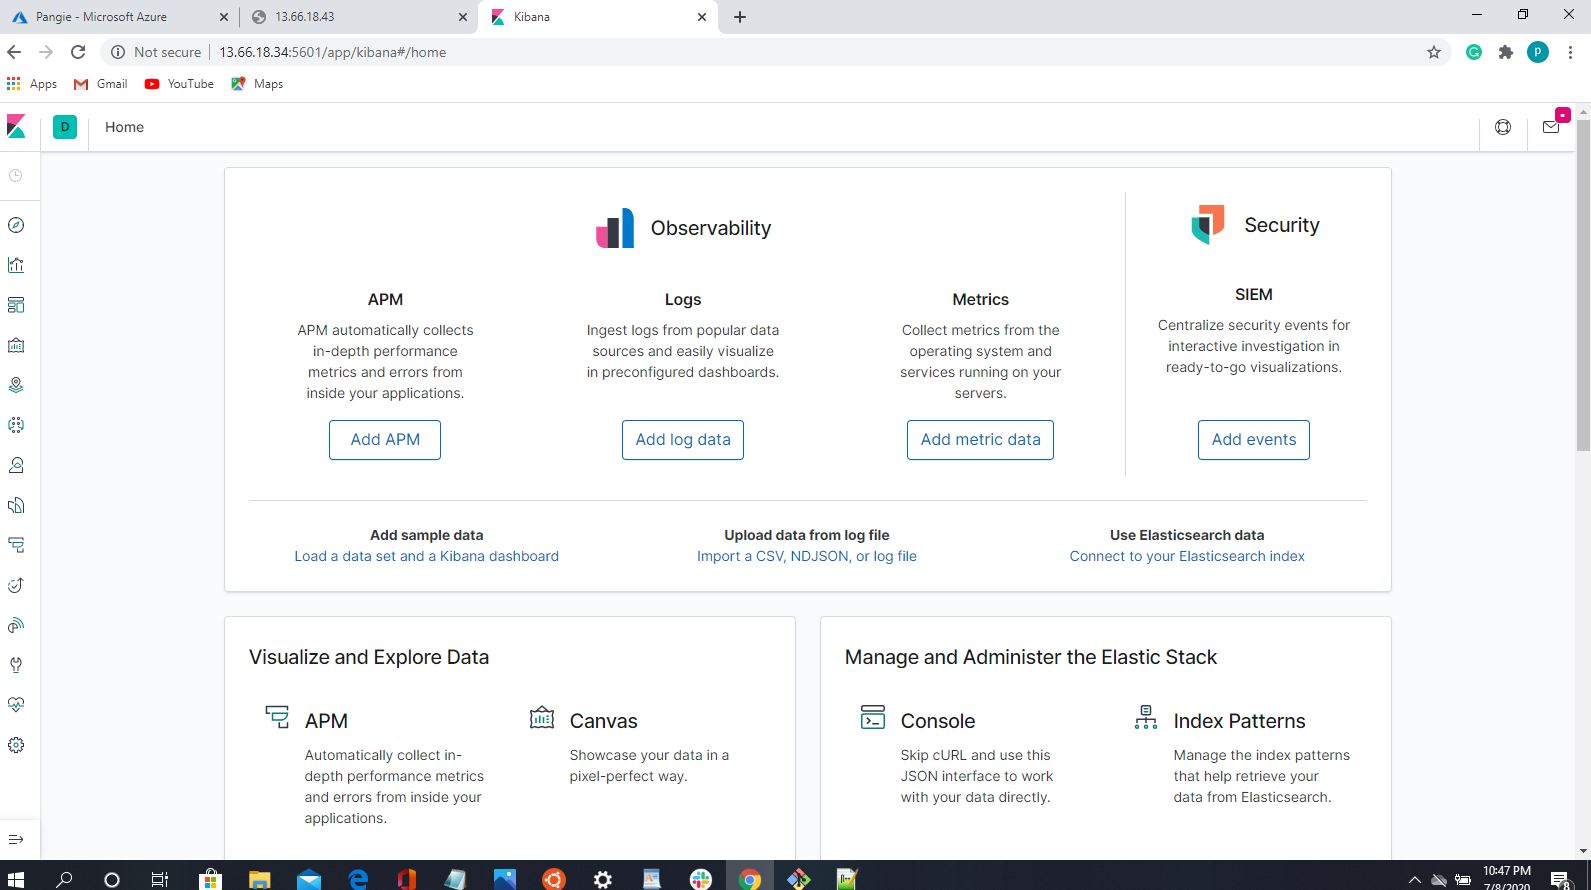 Pangie - Microsoft Azure
13.66.18.43
Kibana
Not secure
13.66.18.34:5601/app/kibana#/home
P
Apps
Gmail
YouTube
Maps
D
Home
Observability
Security
APM
APM automatically collects
in-depth performance
metrics and errors from
inside your applications.
Add APM
Logs
Ingest logs from popular data
sources and easily visualize
in preconfigured dashboards.
Add log data
Metrics
Collect metrics from the
operating system and
services running on your
servers.
Add metric data
SIEM
Centralize security events for
interactive investigation in
ready-to-go visualizations.
Add events
Add sample data
Load a data set and a Kibana dashboard
Upload data from log file
Import a CSV, NDJSON, or log file
Use Elasticsearch data
Connect to your Elasticsearch index
Visualize and Explore Data
APM
Automatically collect in-
depth performance metrics
and errors from inside your
applications.
Canvas
Showcase your data in a
pixel-perfect way.
Manage and Administer the Elastic Stack
Console
Skip cURL and use this
JSON interface to work
with your data directly.
Index Patterns
Manage the index patterns
that help retrieve your
data from Elasticsearch.
10:47 PM
7/8/2020
8